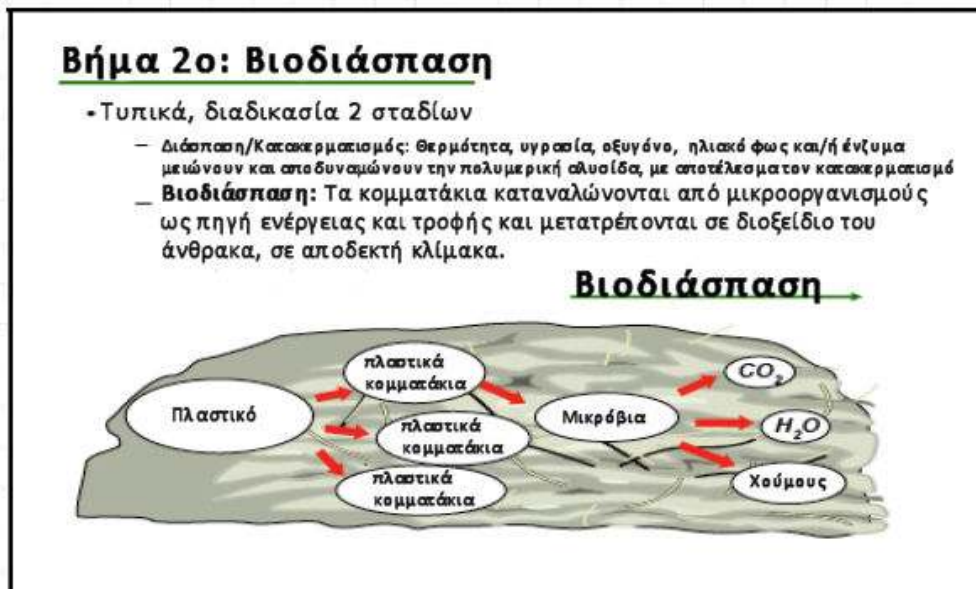 Βήμα 2ο: Βιοδιάσπαση
• Τυπικά, διαδικασία 2 σταδίων
– Διάσπαση/Κατακερματισμός: Θερμότητα, υγρασία, οξυγόνο, ηλιακό φως και/ή ένζυμα
μειώνουν και αποδυναμώνουν την πολυμερική αλυσίδα, με αποτέλεσμα τον κατακερματισμό
– Βιοδιάσπαση: Τα κομματάκια καταναλώνονται από μικροοργανισμούς
ως πηγή ενέργειας και τροφής και μετατρέπονται σε διοξείδιο του
άνθρακα, σε αποδεκτή κλίμακα.
Βιοδιάσπαση
Πλαστικό
πλαστικά
κομματάκια
πλαστικά
κομματάκια
πλαστικά
κομματάκια
Μικρόβια
CO₂
H₂O
Χούμους